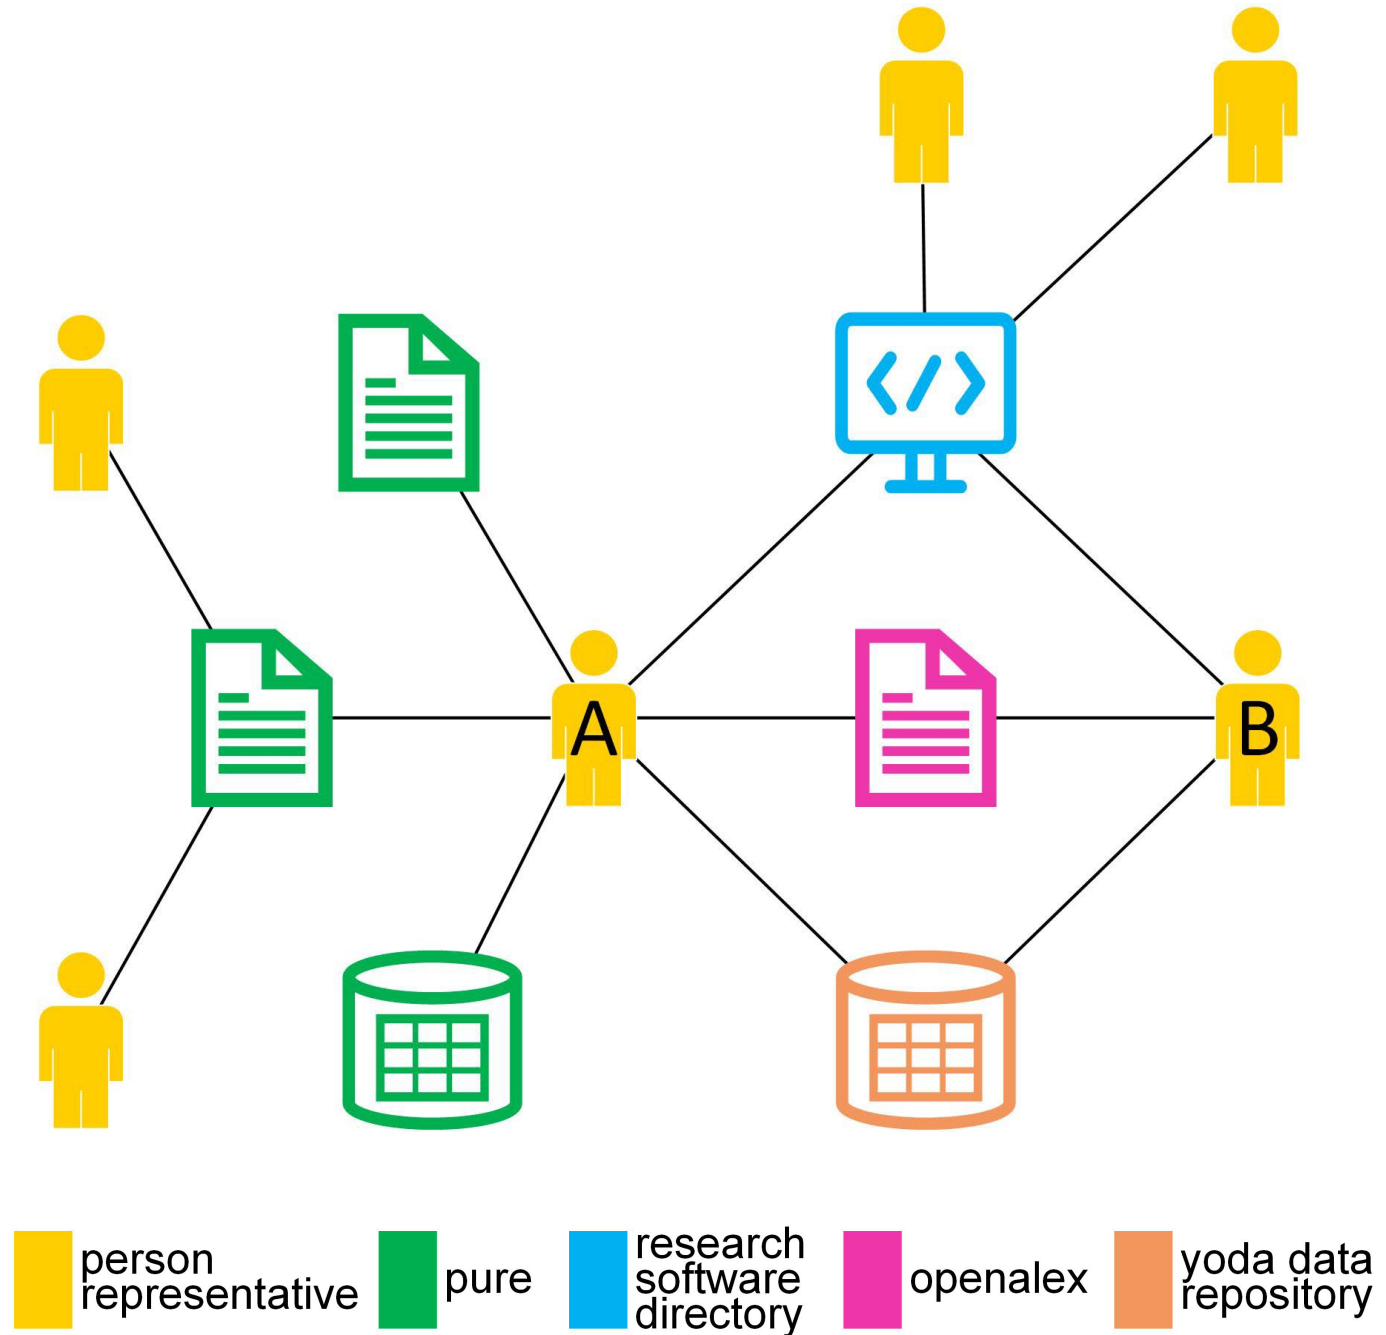 </>
A
B
person
representative
pure
research
software
directory
openalex
yoda data
repository